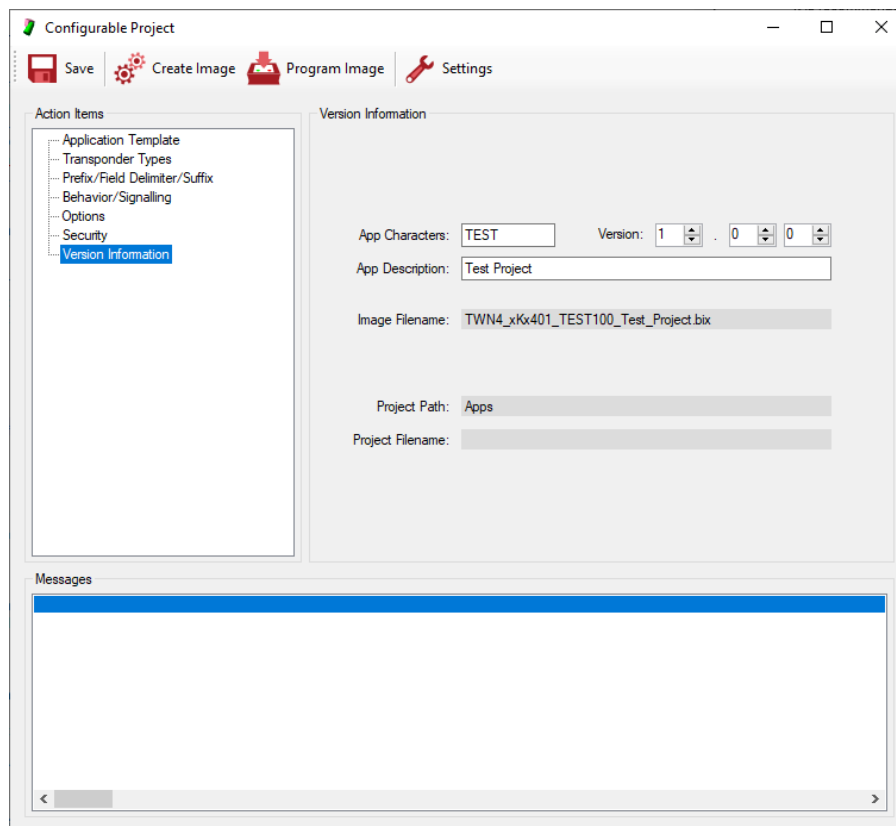 Configurable Project
Save Create Image Program Image Settings
Action Items
Application Template
Transponder Types
Prefix/Field Delimiter/Suffix
Behavior/Signalling
Options
Security
Version Information
Version Information
App Characters: TEST Version: 1 . 0 0
App Description: Test Project
Image Filename: TWN4_xKx401_TEST100_Test_Project.bix
Project Path: Apps
Project Filename:
Messages